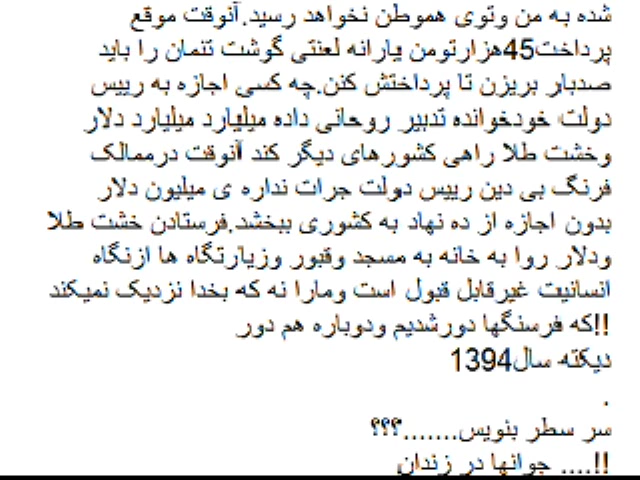 شده به من وتوی هموطن نخواهد رسید.آنوقت موقع
پرداخت45هزارتومن یارانه لعنتی گوشت تنمان را باید
صدبار بریزن تا پرداختش کنن.چه کسی اجازه به رییس
دولت خودخوانده تدبیر روحانی داده میلیارد میلیارد دلار
وخشت طلا راهی کشورهای دیگر کند آنوقت درممالک
فرنگ بی دین رییس دولت جرات نداره ی میلیون دلار
بدون اجازه از ده نهاد به کشوری ببخشد.فرستادن خشت طلا
ودلار روا به خانه به مسجد وقبور وزیارتگاه ها ازنگاه
انسانیت غیرقابل قبول است ومارا نه که بخدا نزدیک نمیکند
!!که فرسنگها دورشدیم ودوباره هم دور
دیکته سال1394
.
سر سطر بنویس.......؟؟؟
!!.... جوانها در زندان